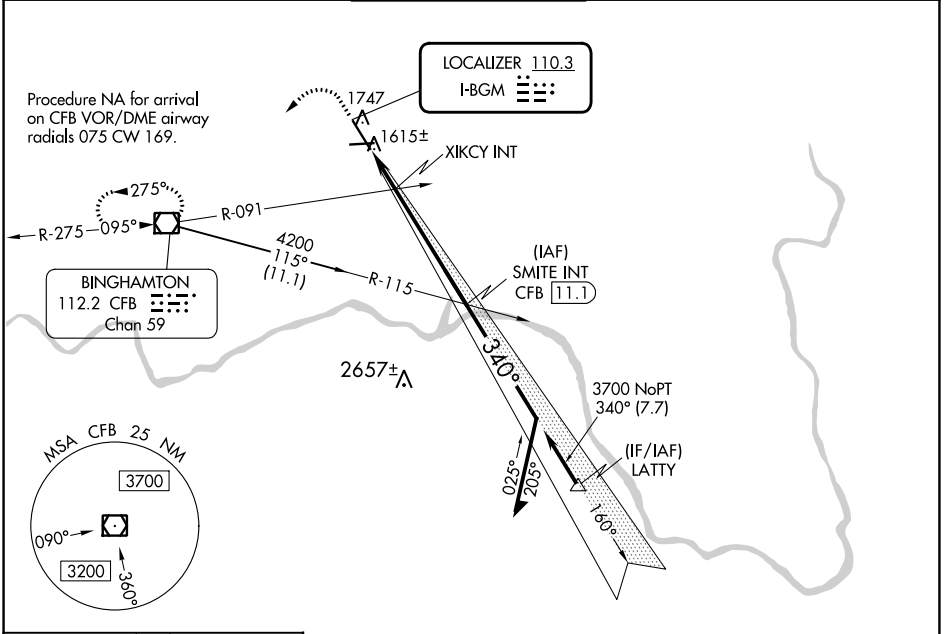 LOCALIZER 110.3
I-BGM
Procedure NA for arrival
on CFB VOR/DME airway
radials 075 CW 169.
1747
1615±
XIKCY INT
275°
R-091
R-275
095°
4200
115°
(11.1)
R-115
(IAF)
SMITE INT
CFB 11.1
BINGHAMTON
112.2 CFB
Chan 59
340°
2657±
3700 NoPT
340° (7.7)
(IF/IAF)
LATTY
025°
205°
160°
MSA CFB 25 NM
3700
090°
3200
360°